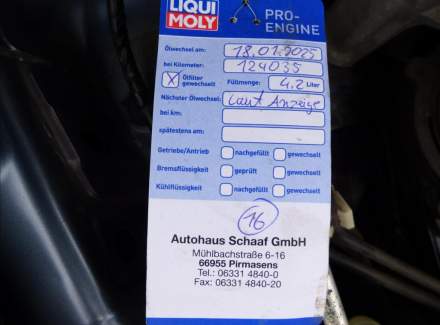 LIQUI
MOLY
PRO-
ENGINE
Ölwechsel am: 18.01.2025
bei Kilometer: 124035
X Ölfilter gewechselt Füllmenge: 4.2 Liter
Nächster Ölwechsel: Laut Anzeige
bei km:
spätestens am:
Getriebe/Antrieb nachgefüllt gewechselt
Bremsflüssigkeit geprüft gewechselt
Kühlflüssigkeit nachgefüllt gewechselt
16
Autohaus Schaaf GmbH
Mühlbachstraße 6-16
66955 Pirmasens
Tel.: 06331 4840-0
Fax: 06331 4840-20